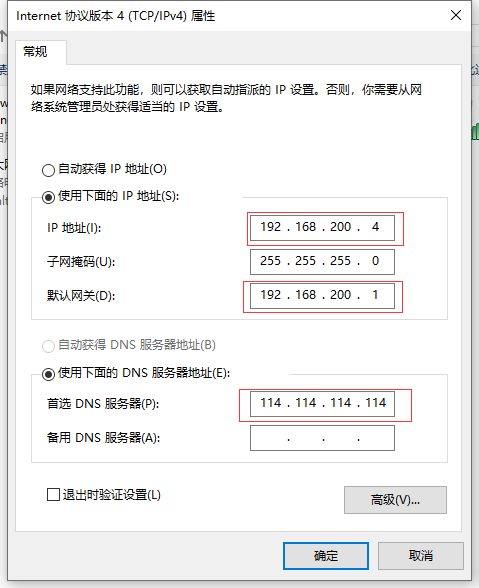 Internet 协议版本 4 (TCP/IPv4) 属性
常规
如果网络支持此功能，则可以获取自动指派的 IP 设置。否则，你需要从网
络系统管理员处获得适当的 IP 设置。
自动获得 IP 地址(O)
使用下面的 IP 地址(S):
IP 地址(I): 192 . 168 . 200 . 4
子网掩码(U): 255 . 255 . 255 . 0
默认网关(D): 192 . 168 . 200 . 1
自动获得 DNS 服务器地址(B)
使用下面的 DNS 服务器地址(E):
首选 DNS 服务器(P): 114 . 114 . 114 . 114
备用 DNS 服务器(A): . . .
退出时验证设置(L)
高级(V)...
确定 取消